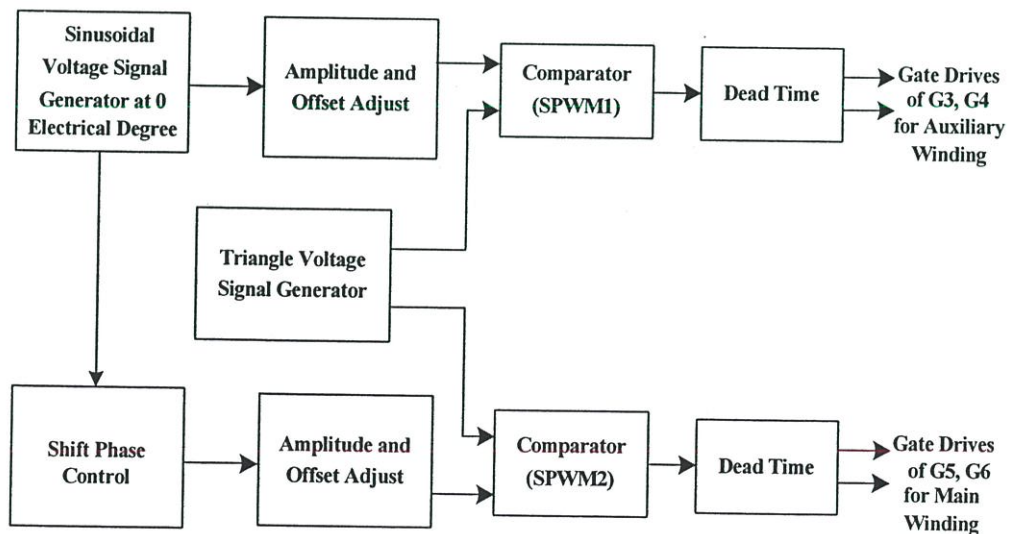 Sinusoidal
Voltage Signal
Generator at 0
Electrical Degree
Amplitude and
Offset Adjust
Comparator
(SPWM1)
Dead Time
Gate Drives
of G3, G4
for Auxiliary
Winding
Triangle Voltage
Signal Generator
Shift Phase
Control
Amplitude and
Offset Adjust
Comparator
(SPWM2)
Dead Time
Gate Drives
of G5, G6
for Main
Winding